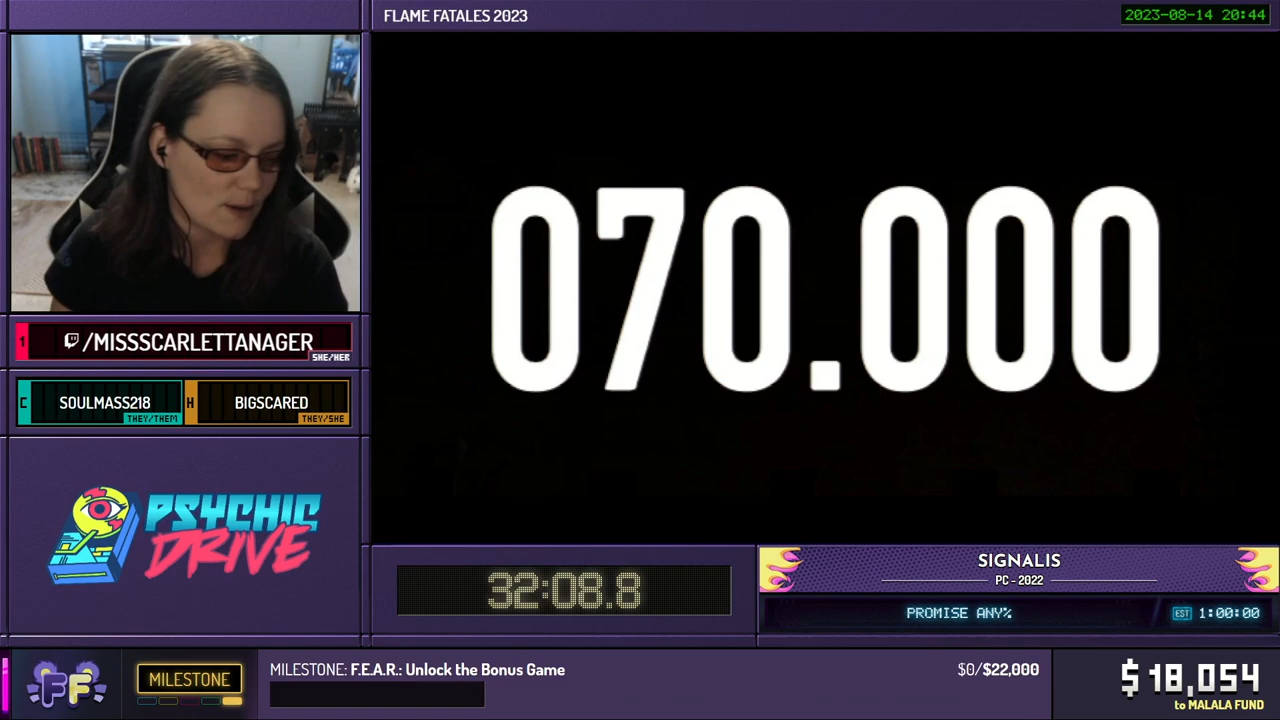 FLAME FATALES 2023
2023-08-14 20:44
070.000
1 /MISSSCARLETTANAGER
SHE/HER
C SOULMASS218
THEY/THEM
H BIGSCARED
THEY/SHE
PSYCHIC
DRIVE
32:08.8
SIGNALIS
PC - 2022
PROMISE ANY%
EST 1:00:00
FF
MILESTONE
MILESTONE: F.E.A.R.: Unlock the Bonus Game
$0/$22,000
$18,054
to MALALA FUND